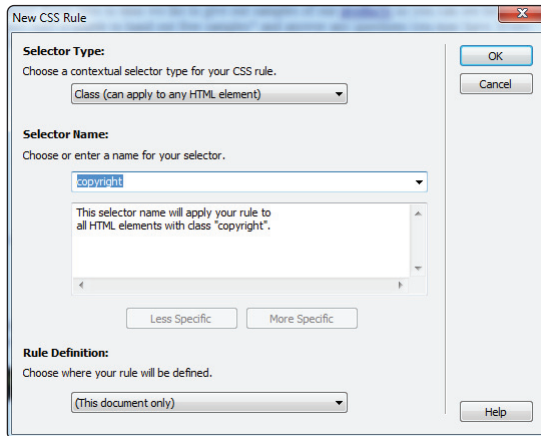 New CSS Rule
Selector Type:
Choose a contextual selector type for your CSS rule.
Class (can apply to any HTML element)
OK
Cancel
Selector Name:
Choose or enter a name for your selector.
copyright
This selector name will apply your rule to
all HTML elements with class "copyright".
Less Specific
More Specific
Rule Definition:
Choose where your rule will be defined.
(This document only)
Help